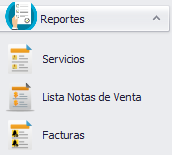 Reportes
Servicios
Lista Notas de Venta
Facturas